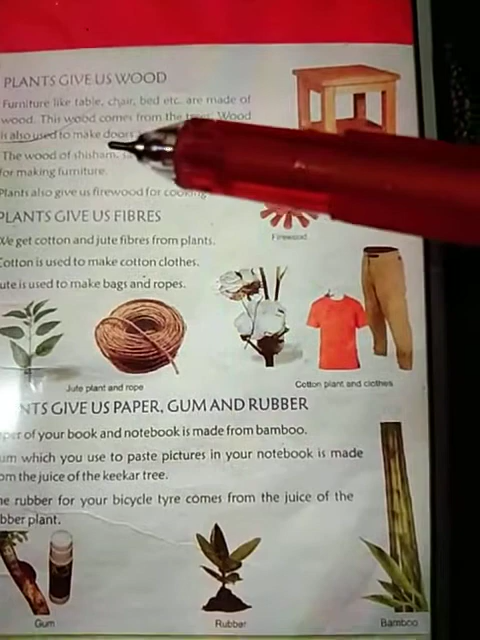 PLANTS GIVE US WOOD
Furniture like table, chair, bed etc. are made of
wood. This wood comes from the trees. Wood
is also used to make doors
The wood of shisham,
for making furniture.
Plants also give us firewood for cooking
Firewood
PLANTS GIVE US FIBRES
We get cotton and jute fibres from plants.
Cotton is used to make cotton clothes.
ute is used to make bags and ropes.
Jute plant and rope
Cotton plant and clothes
NTS GIVE US PAPER, GUM AND RUBBER
per of your book and notebook is made from bamboo.
um which you use to paste pictures in your notebook is made
om the juice of the keekar tree.
he rubber for your bicycle tyre comes from the juice of the
bber plant.
Gum
Rubber
Bamboo